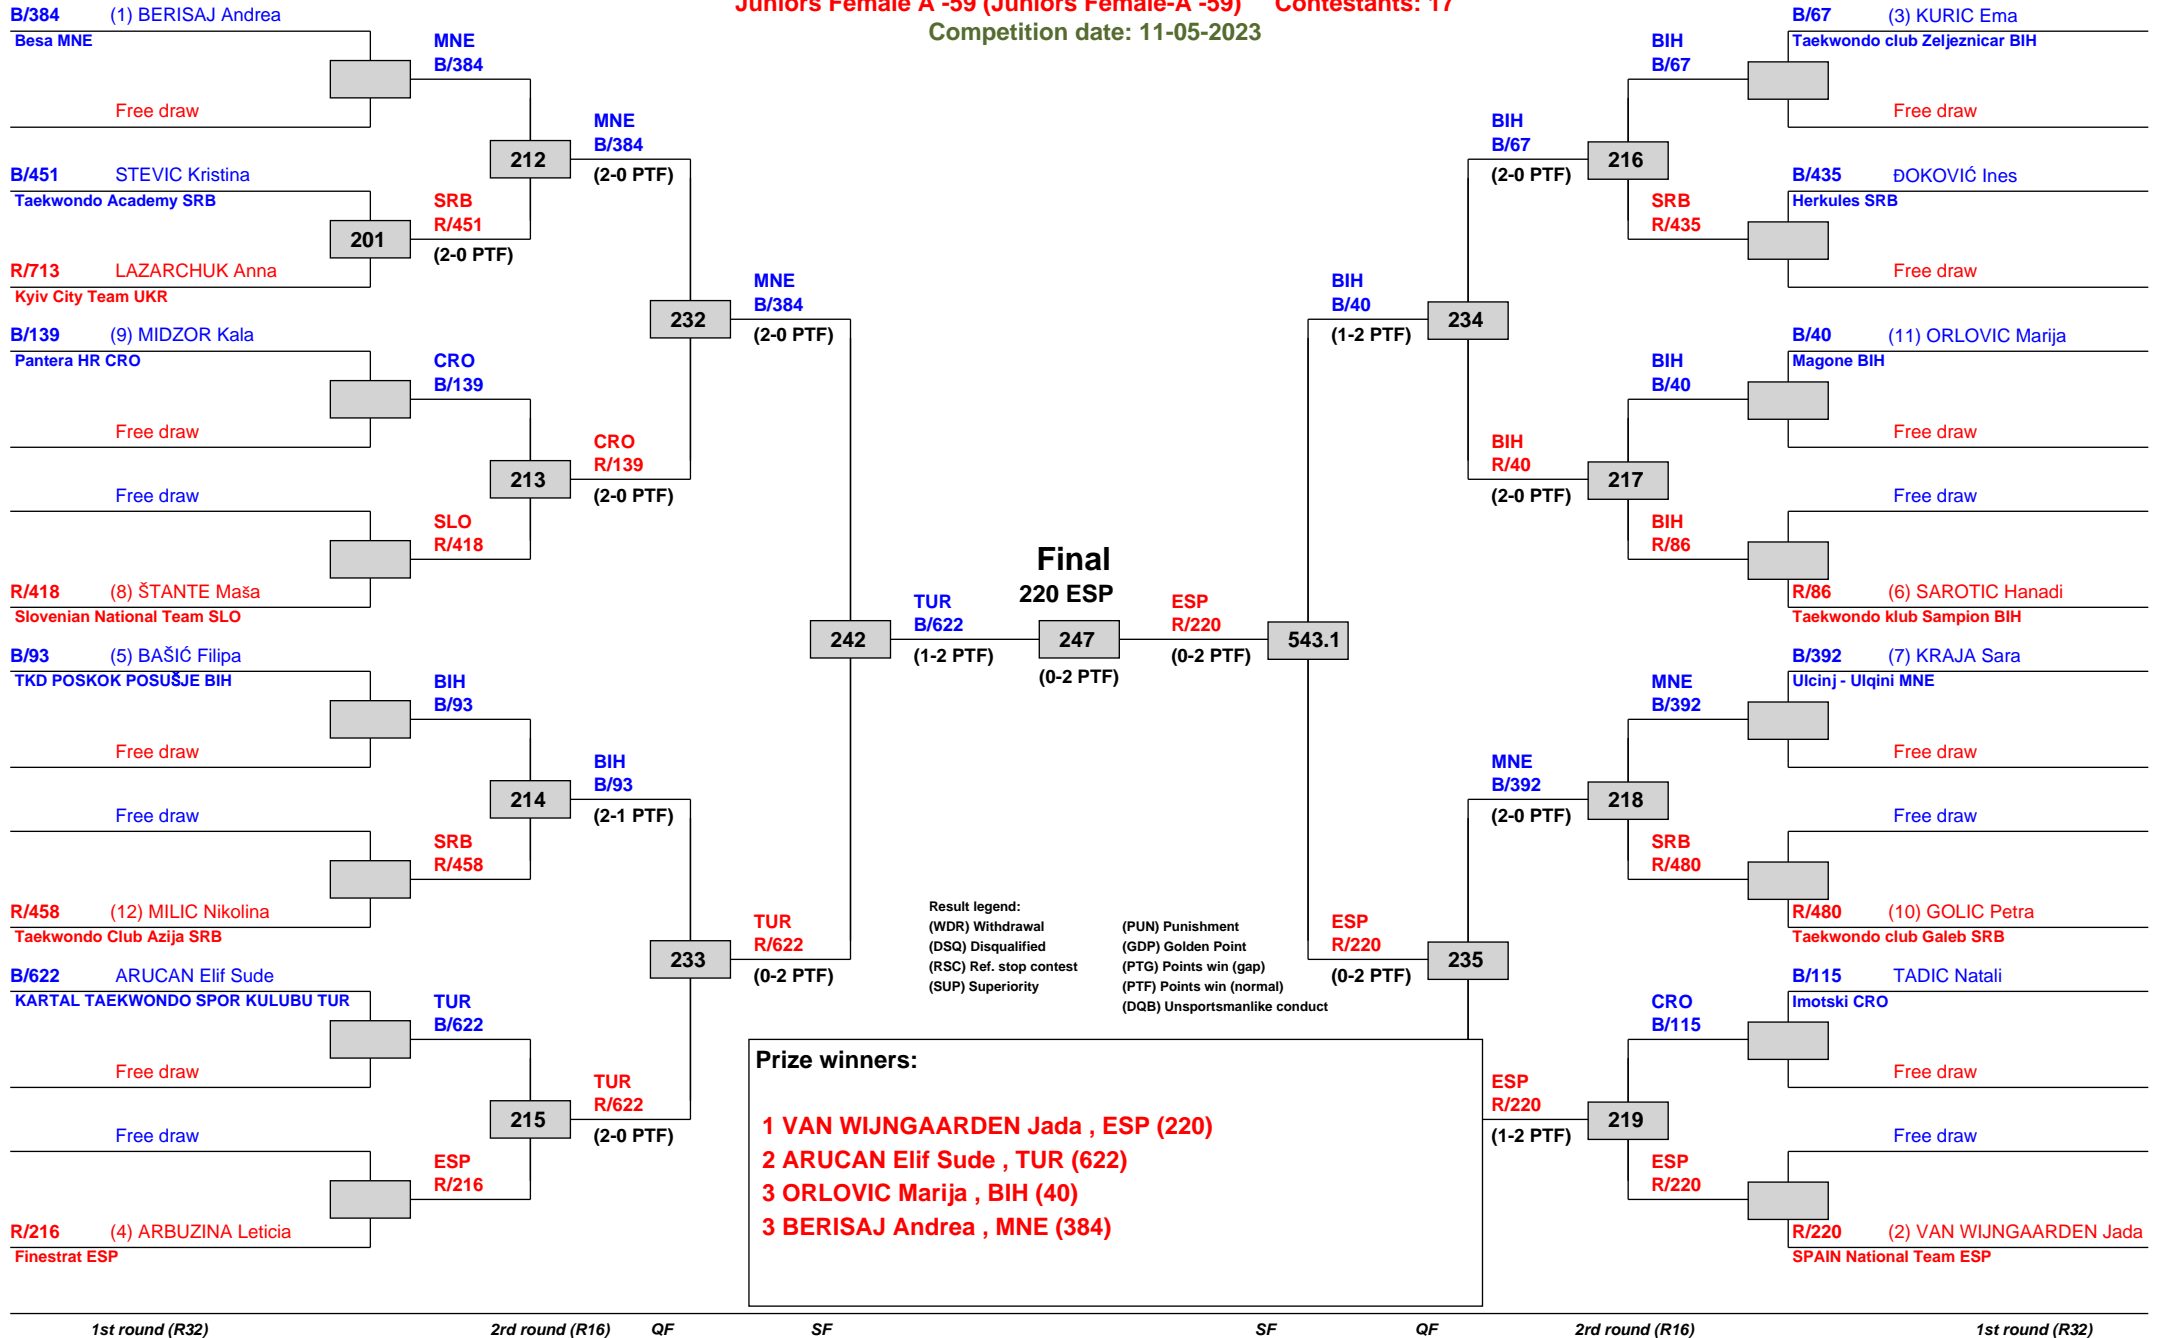 Juniors Female A -59 (Juniors Female-A -59) Contestants: 17
Competition date: 11-05-2023
B/384 (1) BERISAJ Andrea
Besa MNE
Free draw
B/451 STEVIC Kristina
Taekwondo Academy SRB
R/713 LAZARCHUK Anna
Kyiv City Team UKR
B/139 (9) MIDZOR Kala
Pantera HR CRO
Free draw
Free draw
R/418 (8) ŠTANTE Maša
Slovenian National Team SLO
B/93 (5) BAŠIĆ Filipa
TKD POSKOK POSUŠJE BIH
Free draw
Free draw
R/458 (12) MILIC Nikolina
Taekwondo Club Azija SRB
B/622 ARUCAN Elif Sude
KARTAL TAEKWONDO SPOR KULUBU TUR
Free draw
Free draw
R/216 (4) ARBUZINA Leticia
Finestrat ESP
MNE
B/384
201
SRB
R/451
(2-0 PTF)
CRO
B/139
SLO
R/418
BIH
B/93
SRB
R/458
TUR
B/622
ESP
R/216
212
MNE
B/384
(2-0 PTF)
213
CRO
R/139
(2-0 PTF)
214
BIH
B/93
(2-1 PTF)
215
TUR
R/622
(2-0 PTF)
232
MNE
B/384
(2-0 PTF)
233
TUR
R/622
(0-2 PTF)
242
TUR
B/622
(1-2 PTF)
Final
220 ESP
247
(0-2 PTF)
ESP
R/220
(0-2 PTF)
543.1
BIH
B/40
(1-2 PTF)
234
ESP
R/220
(0-2 PTF)
235
BIH
B/67
(2-0 PTF)
216
BIH
R/40
(2-0 PTF)
217
MNE
B/392
(2-0 PTF)
218
ESP
R/220
(1-2 PTF)
219
BIH
B/67
SRB
R/435
BIH
B/40
BIH
R/86
MNE
B/392
SRB
R/480
CRO
B/115
ESP
R/220
B/67 (3) KURIC Ema
Taekwondo club Zeljeznicar BIH
Free draw
B/435 ĐOKOVIĆ Ines
Herkules SRB
Free draw
B/40 (11) ORLOVIC Marija
Magone BIH
Free draw
Free draw
R/86 (6) SAROTIC Hanadi
Taekwondo klub Sampion BIH
B/392 (7) KRAJA Sara
Ulcinj - Ulqini MNE
Free draw
Free draw
R/480 (10) GOLIC Petra
Taekwondo club Galeb SRB
B/115 TADIC Natali
Imotski CRO
Free draw
Free draw
R/220 (2) VAN WIJNGAARDEN Jada
SPAIN National Team ESP
Result legend:
(WDR) Withdrawal
(DSQ) Disqualified
(RSC) Ref. stop contest
(SUP) Superiority
(PUN) Punishment
(GDP) Golden Point
(PTG) Points win (gap)
(PTF) Points win (normal)
(DQB) Unsportsmanlike conduct
Prize winners:
1 VAN WIJNGAARDEN Jada , ESP (220)
2 ARUCAN Elif Sude , TUR (622)
3 ORLOVIC Marija , BIH (40)
3 BERISAJ Andrea , MNE (384)
1st round (R32) 2rd round (R16) QF SF SF QF 2rd round (R16) 1st round (R32)